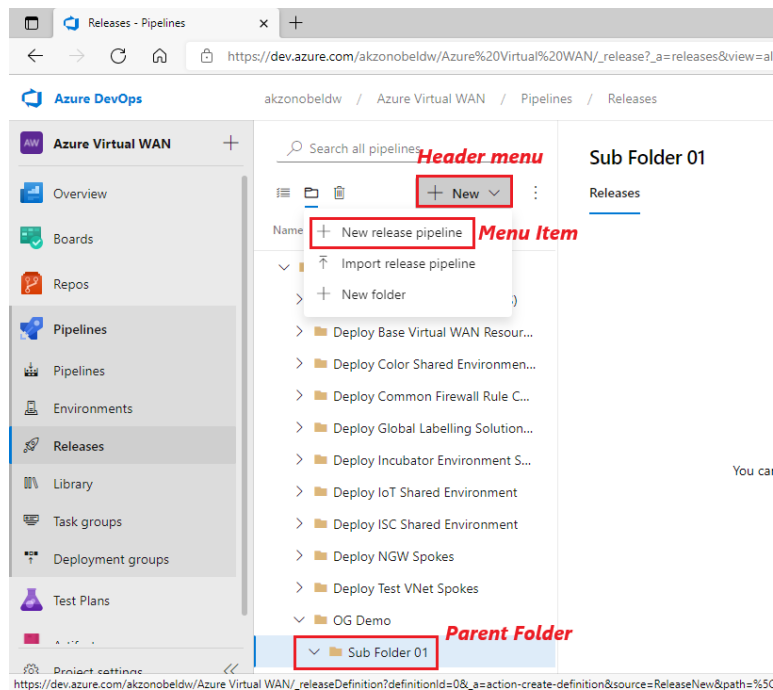 Releases - Pipelines
https://dev.azure.com/akzonobeldw/Azure%20Virtual%20WAN/_release?_a=releases&view=al
Azure DevOps
akzonobeldw / Azure Virtual WAN / Pipelines / Releases
AW Azure Virtual WAN
Overview
Boards
Repos
Pipelines
Pipelines
Environments
Releases
Library
Task groups
Deployment groups
Test Plans
Project settings
Search all pipelines
Header menu
New
Name
New release pipeline
Menu Item
Import release pipeline
New folder
Deploy Base Virtual WAN Resour...
Deploy Color Shared Environmen...
Deploy Common Firewall Rule C...
Deploy Global Labelling Solution...
Deploy Incubator Environment S...
Deploy IoT Shared Environment
Deploy ISC Shared Environment
Deploy NGW Spokes
Deploy Test VNet Spokes
OG Demo
Parent Folder
Sub Folder 01
Sub Folder 01
Releases
You can
https://dev.azure.com/akzonobeldw/Azure Virtual WAN/_releaseDefinition?definitionId=0&_a=action-create-definition&source=ReleaseNew&path=%5C